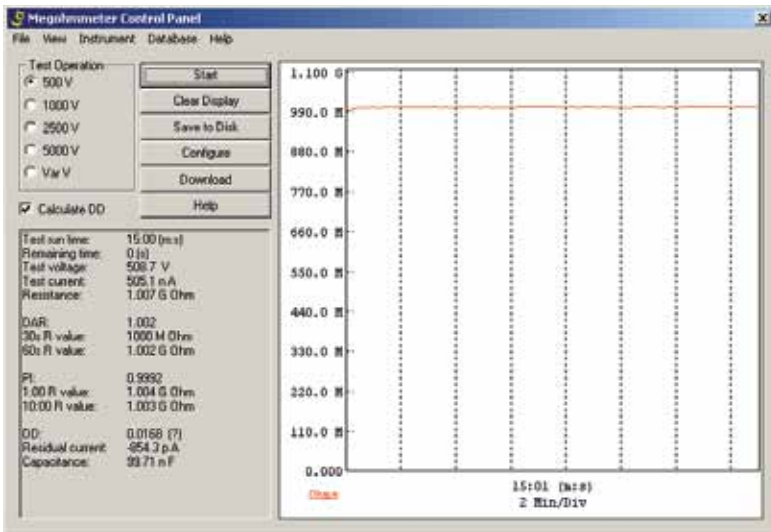 Megohmmeter Control Panel
File View Instrument Database Help
Test Operation
500 V
1000 V
2500 V
5000 V
Var V
Start
Clear Display
Save to Disk
Configure
Download
Help
Calculate DD
Test run time: 15:00 (m:s)
Remaining time: 0 (s)
Test voltage: 508.7 V
Test current: 505.1 nA
Resistance: 1.007 G Ohm
DAR: 1.002
30s R value: 1000 M Ohm
60s R value: 1.002 G Ohm
PI: 0.9992
1:00 R value: 1.004 G Ohm
10:00 R value: 1.003 G Ohm
DD: 0.0168 (?)
Residual current: -854.3 pA
Capacitance: 99.71 n F
1.100 G
990.0 M
880.0 M
770.0 M
660.0 M
550.0 M
440.0 M
330.0 M
220.0 M
110.0 M
0.000
Ohms
15:01 (m:s)
2 Min/Div